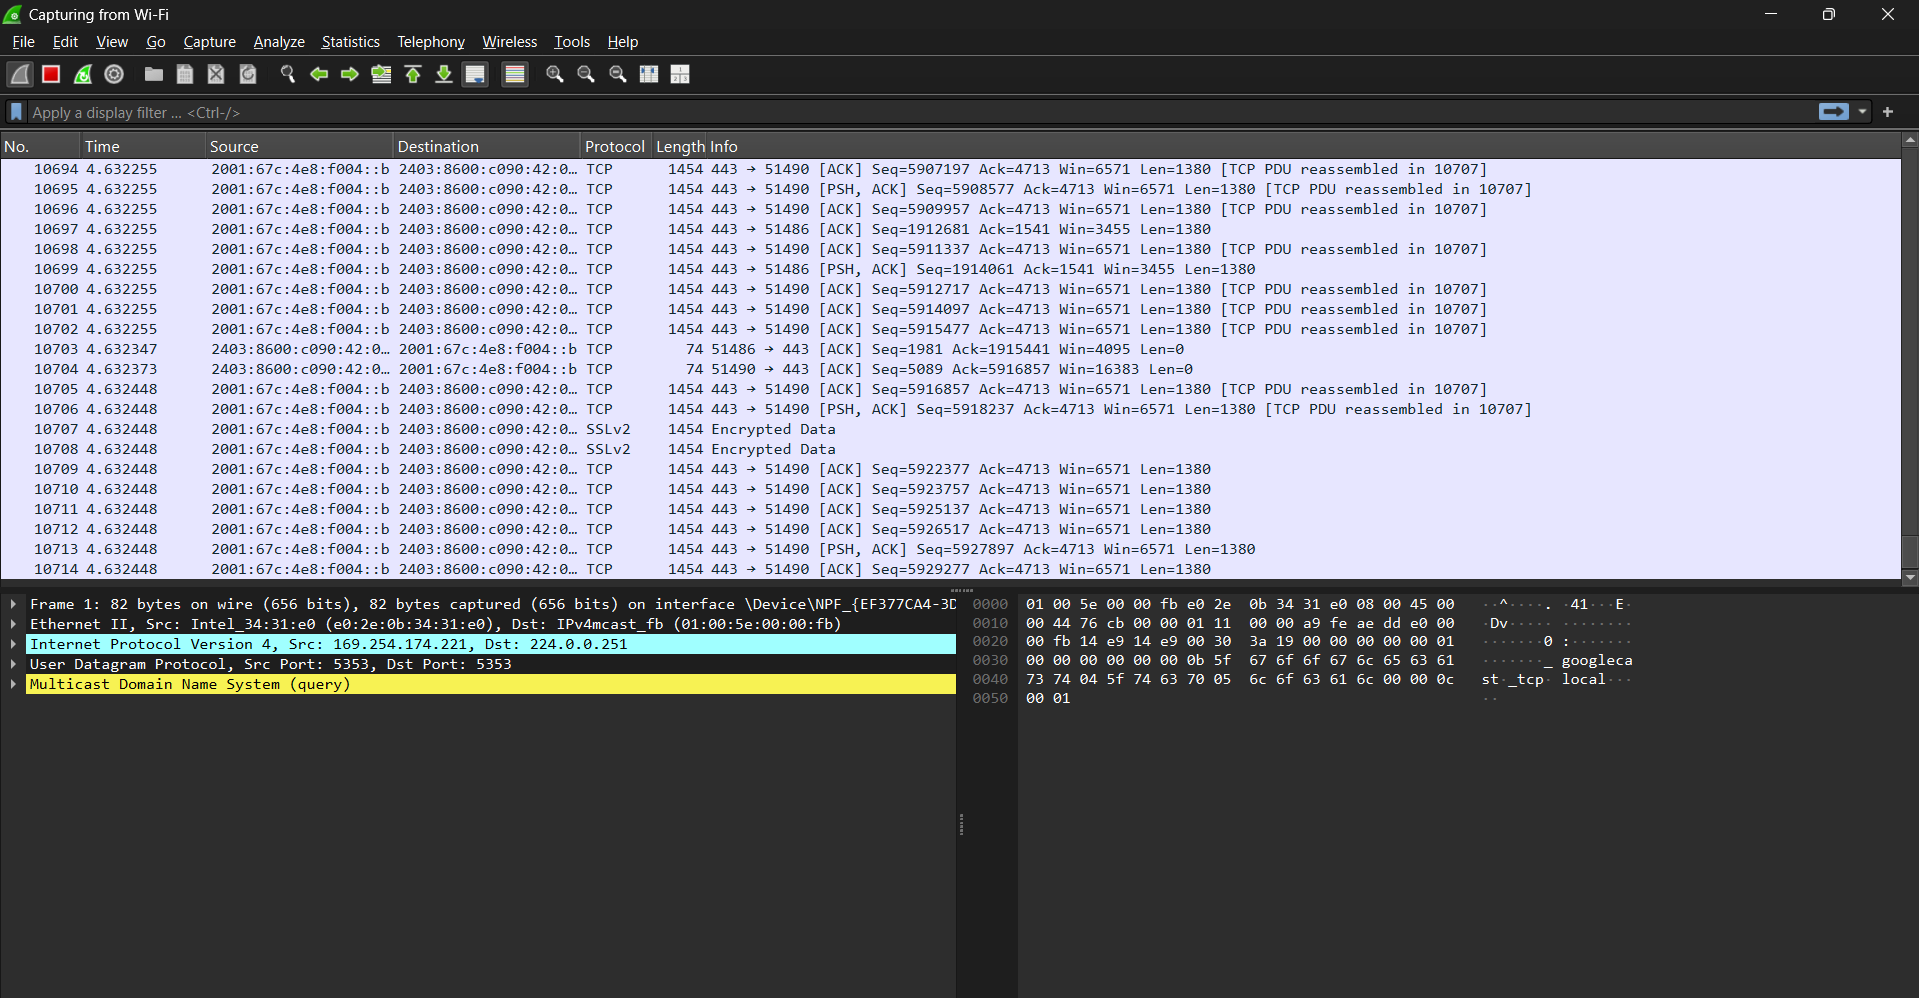 Capturing from Wi-Fi
File Edit View Go Capture Analyze Statistics Telephony Wireless Tools Help
Apply a display filter ... <Ctrl-/>
No. Time Source Destination Protocol Length Info
10694 4.632255 2001:67c:4e8:f004::b 2403:8600:c090:42:0… TCP 1454 443 → 51490 [ACK] Seq=5907197 Ack=4713 Win=6571 Len=1380 [TCP PDU reassembled in 10707]
10695 4.632255 2001:67c:4e8:f004::b 2403:8600:c090:42:0… TCP 1454 443 → 51490 [PSH, ACK] Seq=5908577 Ack=4713 Win=6571 Len=1380 [TCP PDU reassembled in 10707]
10696 4.632255 2001:67c:4e8:f004::b 2403:8600:c090:42:0… TCP 1454 443 → 51490 [ACK] Seq=5909957 Ack=4713 Win=6571 Len=1380 [TCP PDU reassembled in 10707]
10697 4.632255 2001:67c:4e8:f004::b 2403:8600:c090:42:0… TCP 1454 443 → 51486 [ACK] Seq=1912681 Ack=1541 Win=3455 Len=1380
10698 4.632255 2001:67c:4e8:f004::b 2403:8600:c090:42:0… TCP 1454 443 → 51490 [ACK] Seq=5911337 Ack=4713 Win=6571 Len=1380 [TCP PDU reassembled in 10707]
10699 4.632255 2001:67c:4e8:f004::b 2403:8600:c090:42:0… TCP 1454 443 → 51486 [PSH, ACK] Seq=1914061 Ack=1541 Win=3455 Len=1380
10700 4.632255 2001:67c:4e8:f004::b 2403:8600:c090:42:0… TCP 1454 443 → 51490 [ACK] Seq=5912717 Ack=4713 Win=6571 Len=1380 [TCP PDU reassembled in 10707]
10701 4.632255 2001:67c:4e8:f004::b 2403:8600:c090:42:0… TCP 1454 443 → 51490 [ACK] Seq=5914097 Ack=4713 Win=6571 Len=1380 [TCP PDU reassembled in 10707]
10702 4.632255 2001:67c:4e8:f004::b 2403:8600:c090:42:0… TCP 1454 443 → 51490 [ACK] Seq=5915477 Ack=4713 Win=6571 Len=1380 [TCP PDU reassembled in 10707]
10703 4.632347 2403:8600:c090:42:0… 2001:67c:4e8:f004::b TCP 74 51486 → 443 [ACK] Seq=1981 Ack=1915441 Win=4095 Len=0
10704 4.632373 2403:8600:c090:42:0… 2001:67c:4e8:f004::b TCP 74 51490 → 443 [ACK] Seq=5089 Ack=5916857 Win=16383 Len=0
10705 4.632448 2001:67c:4e8:f004::b 2403:8600:c090:42:0… TCP 1454 443 → 51490 [ACK] Seq=5916857 Ack=4713 Win=6571 Len=1380 [TCP PDU reassembled in 10707]
10706 4.632448 2001:67c:4e8:f004::b 2403:8600:c090:42:0… TCP 1454 443 → 51490 [PSH, ACK] Seq=5918237 Ack=4713 Win=6571 Len=1380 [TCP PDU reassembled in 10707]
10707 4.632448 2001:67c:4e8:f004::b 2403:8600:c090:42:0… SSLv2 1454 Encrypted Data
10708 4.632448 2001:67c:4e8:f004::b 2403:8600:c090:42:0… SSLv2 1454 Encrypted Data
10709 4.632448 2001:67c:4e8:f004::b 2403:8600:c090:42:0… TCP 1454 443 → 51490 [ACK] Seq=5922377 Ack=4713 Win=6571 Len=1380
10710 4.632448 2001:67c:4e8:f004::b 2403:8600:c090:42:0… TCP 1454 443 → 51490 [ACK] Seq=5923757 Ack=4713 Win=6571 Len=1380
10711 4.632448 2001:67c:4e8:f004::b 2403:8600:c090:42:0… TCP 1454 443 → 51490 [ACK] Seq=5925137 Ack=4713 Win=6571 Len=1380
10712 4.632448 2001:67c:4e8:f004::b 2403:8600:c090:42:0… TCP 1454 443 → 51490 [ACK] Seq=5926517 Ack=4713 Win=6571 Len=1380
10713 4.632448 2001:67c:4e8:f004::b 2403:8600:c090:42:0… TCP 1454 443 → 51490 [PSH, ACK] Seq=5927897 Ack=4713 Win=6571 Len=1380
10714 4.632448 2001:67c:4e8:f004::b 2403:8600:c090:42:0… TCP 1454 443 → 51490 [ACK] Seq=5929277 Ack=4713 Win=6571 Len=1380
Frame 1: 82 bytes on wire (656 bits), 82 bytes captured (656 bits) on interface \Device\NPF_{EF377CA4-3D
Ethernet II, Src: Intel_34:31:e0 (e0:2e:0b:34:31:e0), Dst: IPv4mcast_fb (01:00:5e:00:00:fb)
Internet Protocol Version 4, Src: 169.254.174.221, Dst: 224.0.0.251
User Datagram Protocol, Src Port: 5353, Dst Port: 5353
Multicast Domain Name System (query)
0000 01 00 5e 00 00 fb e0 2e 0b 34 31 e0 08 00 45 00 ··^····. ·41···E·
0010 00 44 76 cb 00 00 01 11 00 00 a9 fe ae dd e0 00 ·Dv····· ········
0020 00 fb 14 e9 14 e9 00 30 3a 19 00 00 00 00 00 01 ·······0 :·······
0030 00 00 00 00 00 00 0b 5f 67 6f 6f 67 6c 65 63 61 ·······_ googleca
0040 73 74 04 5f 74 63 70 05 6c 6f 63 61 6c 00 00 0c st·_tcp· local···
0050 00 01 ··